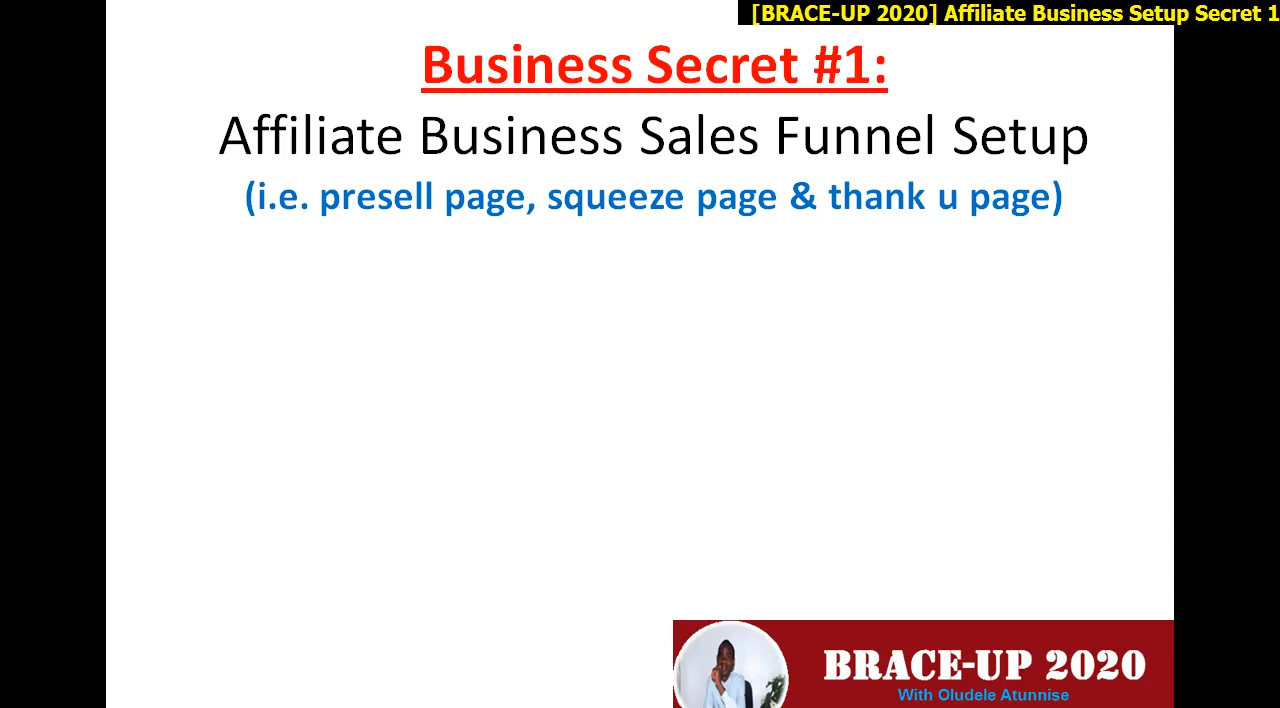 [BRACE-UP 2020] Affiliate Business Setup Secret 1
Business Secret #1:
Affiliate Business Sales Funnel Setup
(i.e. presell page, squeeze page & thank u page)
BRACE-UP 2020
With Oludele Atunnise